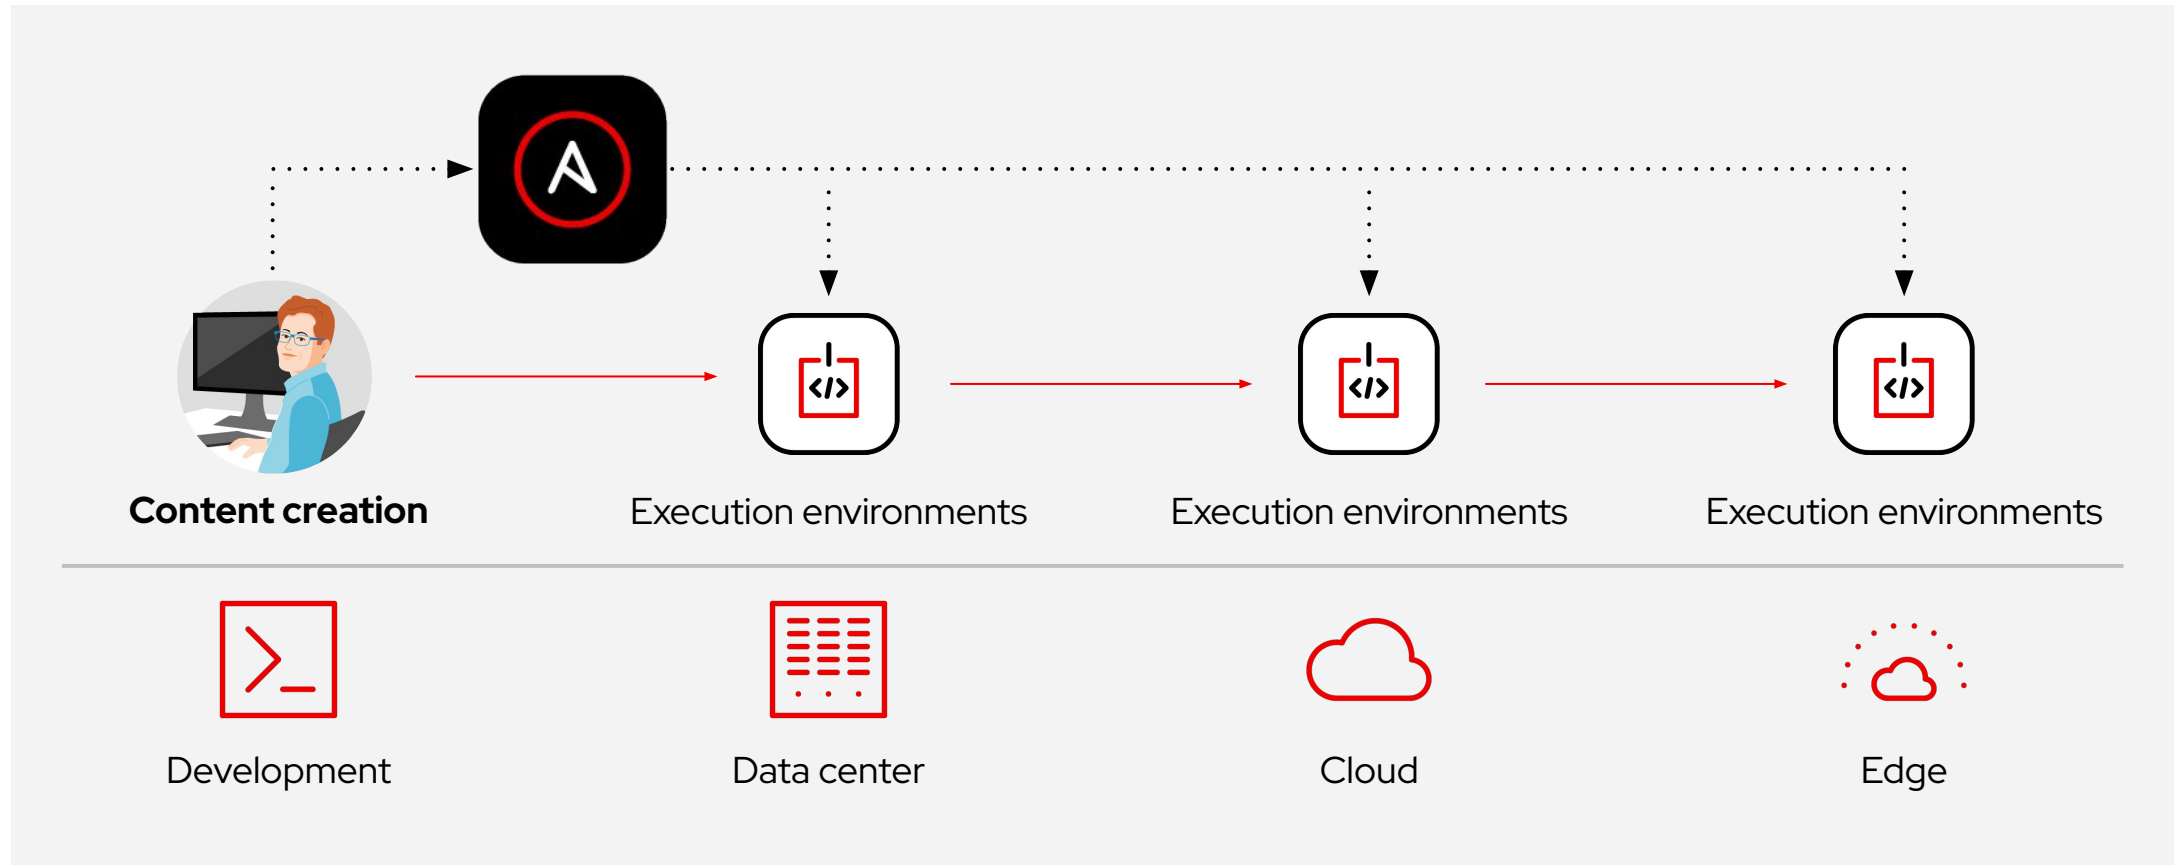 Content creation
Execution environments
Execution environments
Execution environments
Development
Data center
Cloud
Edge